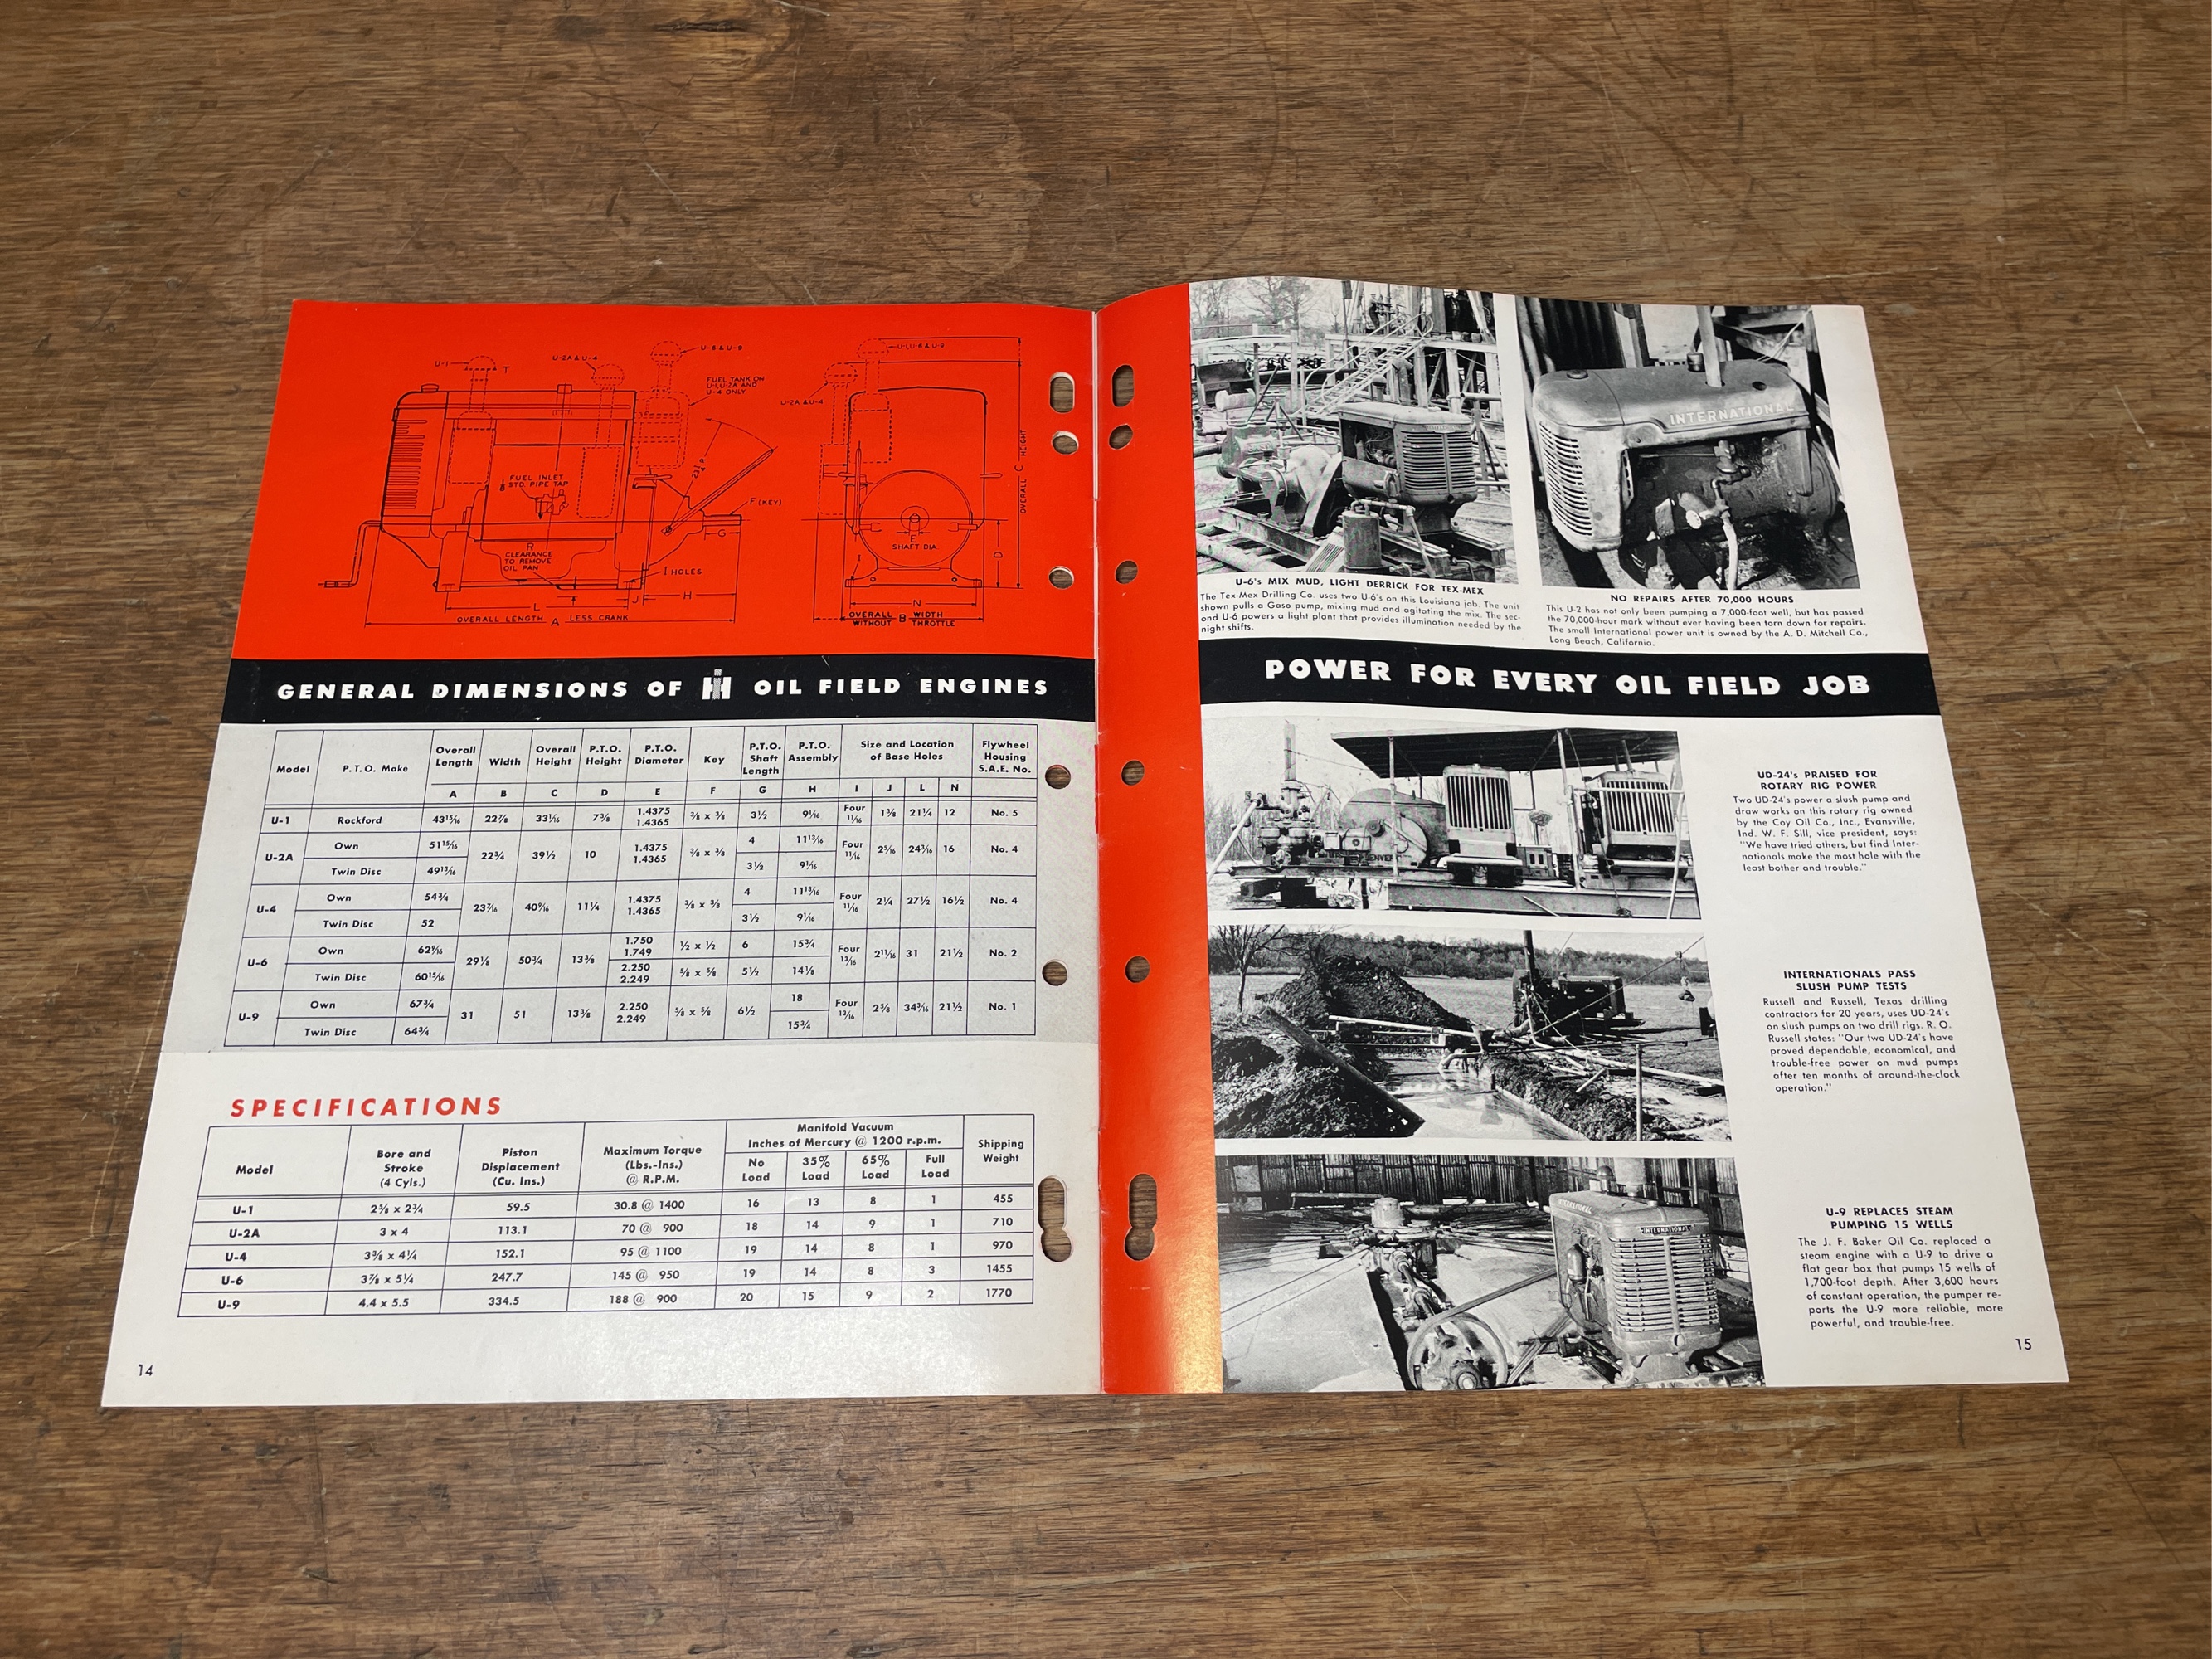 U-1
T
U-2A & U-4
U-6 & U-9
FUEL TANK ON
U-1,U-2A AND
U-4 ONLY
FUEL INLET
STD. PIPE TAP
F (KEY)
G
R
CLEARANCE
TO REMOVE
OIL PAN
I HOLES
J
H
L
OVERALL LENGTH A LESS CRANK
U-1,U-6 & U-9
U-2A & U-4
OVERALL C HEIGHT
E
SHAFT DIA.
D
I
N
OVERALL B WIDTH
WITHOUT THROTTLE
GENERAL DIMENSIONS OF IH OIL FIELD ENGINES
Model P.T.O. Make Overall Length Width Overall Height P.T.O. Height P.T.O. Diameter Key P.T.O. Shaft Length P.T.O. Assembly Size and Location of Base Holes Flywheel Housing S.A.E. No.
A B C D E F G H I J L N
U-1 Rockford 43 15/16 22 7/8 33 1/16 7 3/8 1.4375 1.4365 3/8 x 3/8 3 1/2 9 1/16 Four 11/16 1 3/8 21 1/4 12 No. 5
U-2A Own 51 15/16 22 3/4 39 1/2 10 1.4375 1.4365 3/8 x 3/8 4 11 13/16 Four 11/16 2 5/16 24 3/16 16 No. 4
Twin Disc 49 13/16 3 1/2 9 1/16
U-4 Own 54 3/4 23 7/16 40 9/16 11 1/4 1.4375 1.4365 3/8 x 3/8 4 11 13/16 Four 11/16 2 1/4 27 1/2 16 1/2 No. 4
Twin Disc 52 3 1/2 9 1/16
U-6 Own 62 9/16 29 1/8 50 3/4 13 3/8 1.750 1.749 1/2 x 1/2 6 15 3/4 Four 13/16 2 11/16 31 21 1/2 No. 2
Twin Disc 60 15/16 2.250 2.249 5/8 x 5/8 5 1/2 14 1/8
U-9 Own 67 3/4 31 51 13 3/8 2.250 2.249 5/8 x 5/8 6 1/2 18 Four 13/16 2 5/8 34 3/16 21 1/2 No. 1
Twin Disc 64 3/4 15 3/4
SPECIFICATIONS
Model Bore and Stroke (4 Cyls.) Piston Displacement (Cu. Ins.) Maximum Torque (Lbs.-Ins.) @ R.P.M. Manifold Vacuum Inches of Mercury @ 1200 r.p.m. Shipping Weight
No Load 35% Load 65% Load Full Load
U-1 2 5/8 x 2 3/4 59.5 30.8 @ 1400 16 13 8 1 455
U-2A 3 x 4 113.1 70 @ 900 18 14 9 1 710
U-4 3 3/8 x 4 1/4 152.1 95 @ 1100 19 14 8 1 970
U-6 3 7/8 x 5 1/4 247.7 145 @ 950 19 14 8 3 1455
U-9 4.4 x 5.5 334.5 188 @ 900 20 15 9 2 1770
14
INTERNATIONAL
U-6's MIX MUD, LIGHT DERRICK FOR TEX-MEX
The Tex-Mex Drilling Co. uses two U-6's on this Louisiana job. The unit
shown pulls a Gaso pump, mixing mud and agitating the mix. The sec-
ond U-6 powers a light plant that provides illumination needed by the
night shifts.
NO REPAIRS AFTER 70,000 HOURS
This U-2 has not only been pumping a 7,000-foot well, but has passed
the 70,000-hour mark without ever having been torn down for repairs.
The small International power unit is owned by the A. D. Mitchell Co.,
Long Beach, California.
POWER FOR EVERY OIL FIELD JOB
UD-24's PRAISED FOR
ROTARY RIG POWER
Two UD-24's power a slush pump and
draw works on this rotary rig owned
by the Coy Oil Co., Inc., Evansville,
Ind. W. F. Sill, vice president, says:
"We have tried others, but find Inter-
nationals make the most hole with the
least bother and trouble."
INTERNATIONALS PASS
SLUSH PUMP TESTS
Russell and Russell, Texas drilling
contractors for 20 years, uses UD-24's
on slush pumps on two drill rigs. R. O.
Russell states: "Our two UD-24's have
proved dependable, economical, and
trouble-free power on mud pumps
after ten months of around-the-clock
operation."
INTERNATIONAL
INTERNATIONAL
U-9 REPLACES STEAM
PUMPING 15 WELLS
The J. F. Baker Oil Co. replaced a
steam engine with a U-9 to drive a
flat gear box that pumps 15 wells of
1,700-foot depth. After 3,600 hours
of constant operation, the pumper re-
ports the U-9 more reliable, more
powerful, and trouble-free.
15